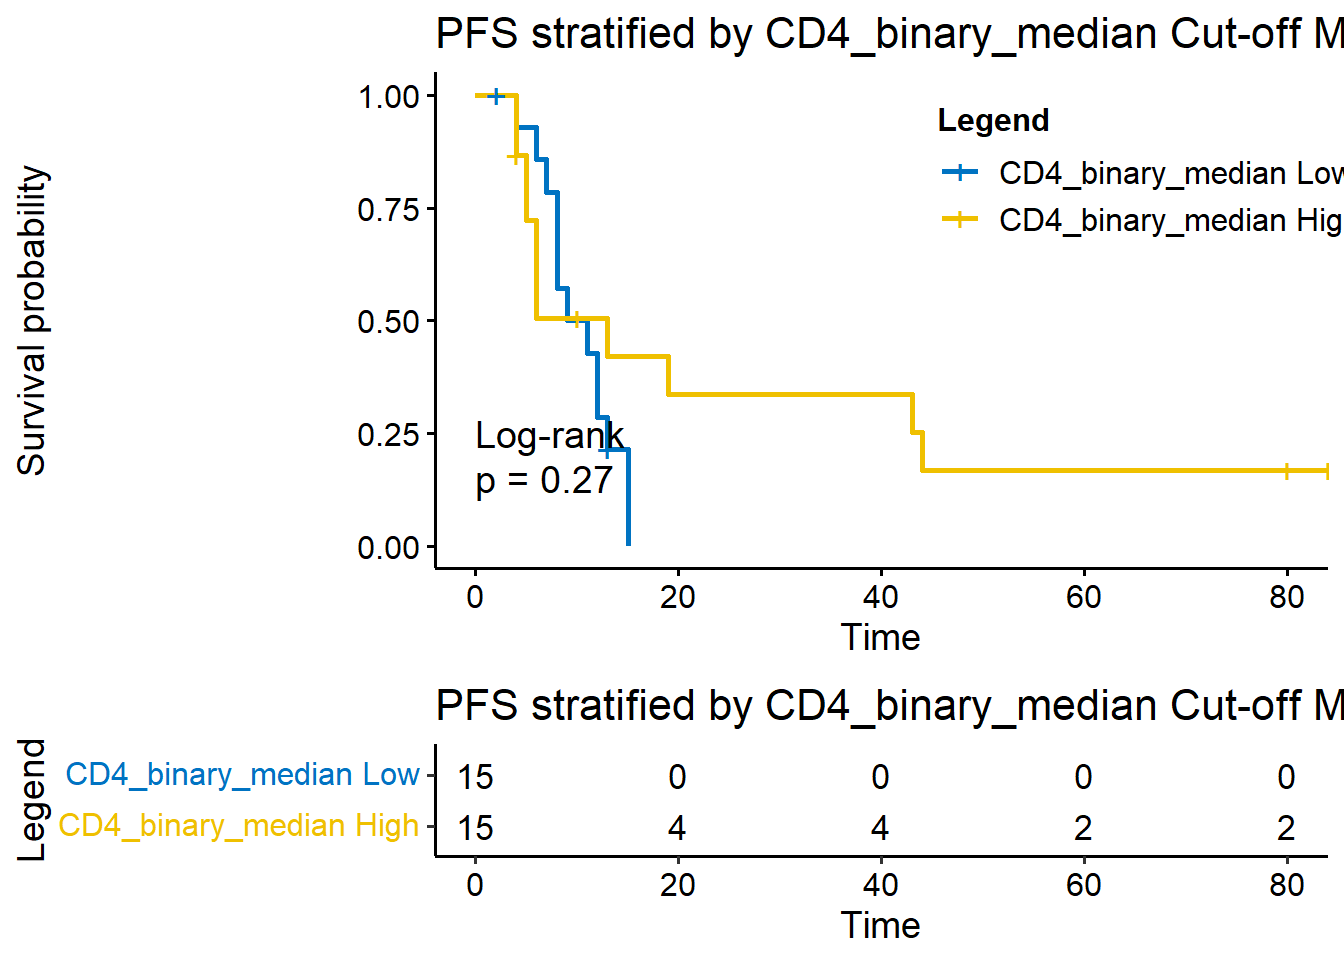 PFS stratified by CD4_binary_median Cut-off M
Survival probability
1.00
0.75
0.50
0.25
0.00
Legend
CD4_binary_median Low
CD4_binary_median Hig
Log-rank
p = 0.27
0 20 40 60 80
Time
PFS stratified by CD4_binary_median Cut-off M
Legend
CD4_binary_median Low 15 0 0 0 0
CD4_binary_median High 15 4 4 2 2
0 20 40 60 80
Time